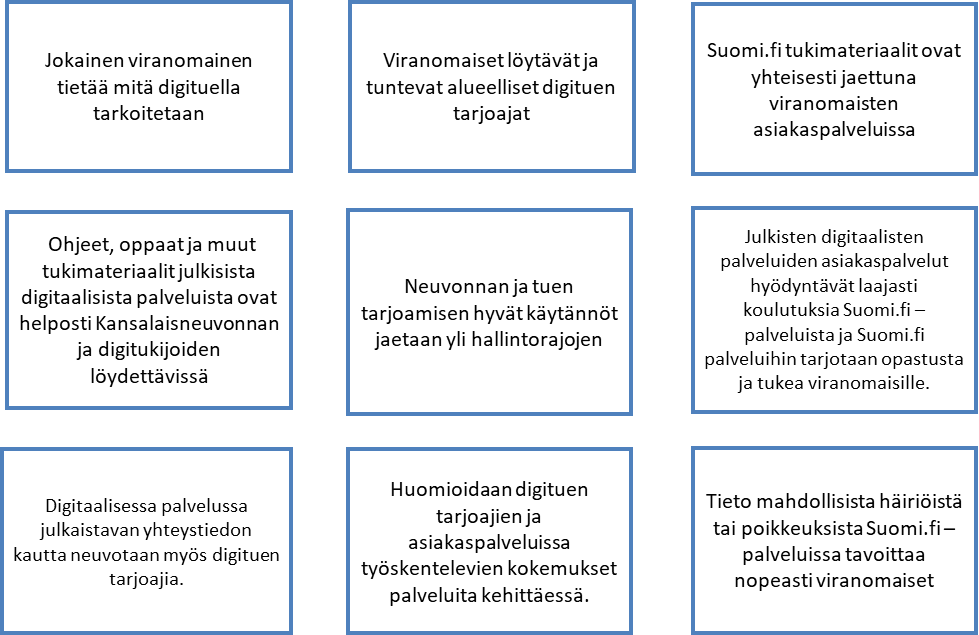 Jokainen viranomainen
tietää mitä digituella
tarkoitetaan
Viranomaiset löytävät ja
tuntevat alueelliset digituen
tarjoajat
Suomi.fi tukimateriaalit ovat
yhteisesti jaettuna
viranomaisten
asiakaspalveluissa
Ohjeet, oppaat ja muut
tukimateriaalit julkisista
digitaalisista palveluista ovat
helposti Kansalaisneuvonnan
ja digitukijoiden
löydettävissä
Neuvonnan ja tuen
tarjoamisen hyvät käytännöt
jaetaan yli hallintorajojen
Julkisten digitaalisten
palveluiden asiakaspalvelut
hyödyntävät laajasti
koulutuksia Suomi.fi –
palveluista ja Suomi.fi
palveluihin tarjotaan opastusta
ja tukea viranomaisille.
Digitaalisessa palvelussa
julkaistavan yhteystiedon
kautta neuvotaan myös digituen
tarjoajia.
Huomioidaan digituen
tarjoajien ja
asiakaspalveluissa
työskentelevien kokemukset
palveluita kehittäessä.
Tieto mahdollisista häiriöistä
tai poikkeuksista Suomi.fi –
palveluissa tavoittaa
nopeasti viranomaiset